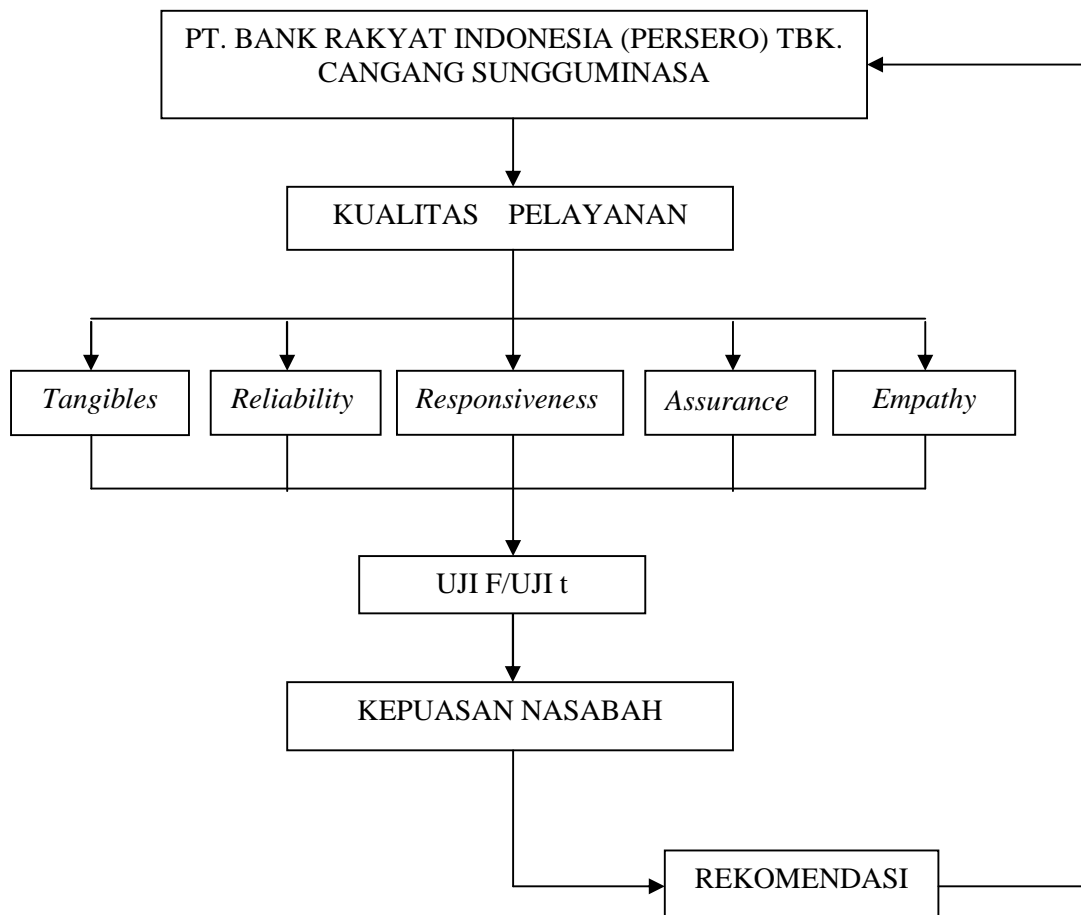 PT. BANK RAKYAT INDONESIA (PERSERO) TBK.
CANGANG SUNGGUMINASA
KUALITAS PELAYANAN
Tangibles
Reliability
Responsiveness
Assurance
Empathy
UJI F/UJI t
KEPUASAN NASABAH
REKOMENDASI